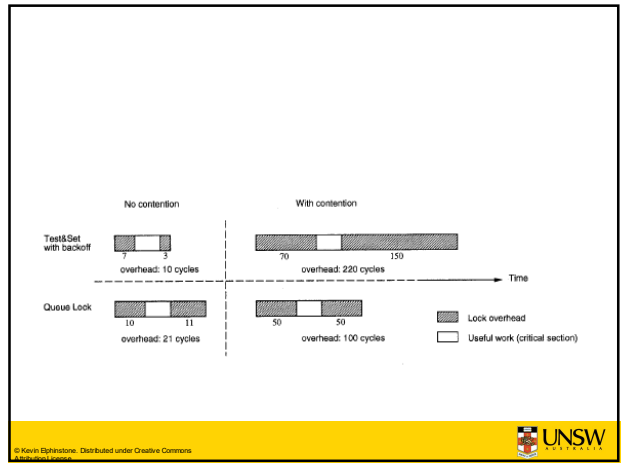 No contention
With contention
Test&Set
with backoff
7
3
70
150
overhead: 10 cycles
overhead: 220 cycles
Time
Queue Lock
10
11
50
50
Lock overhead
overhead: 21 cycles
overhead: 100 cycles
Useful work (critical section)
UNSW
AUSTRALIA
© Kevin Elphinstone. Distributed under Creative Commons
Attribution License